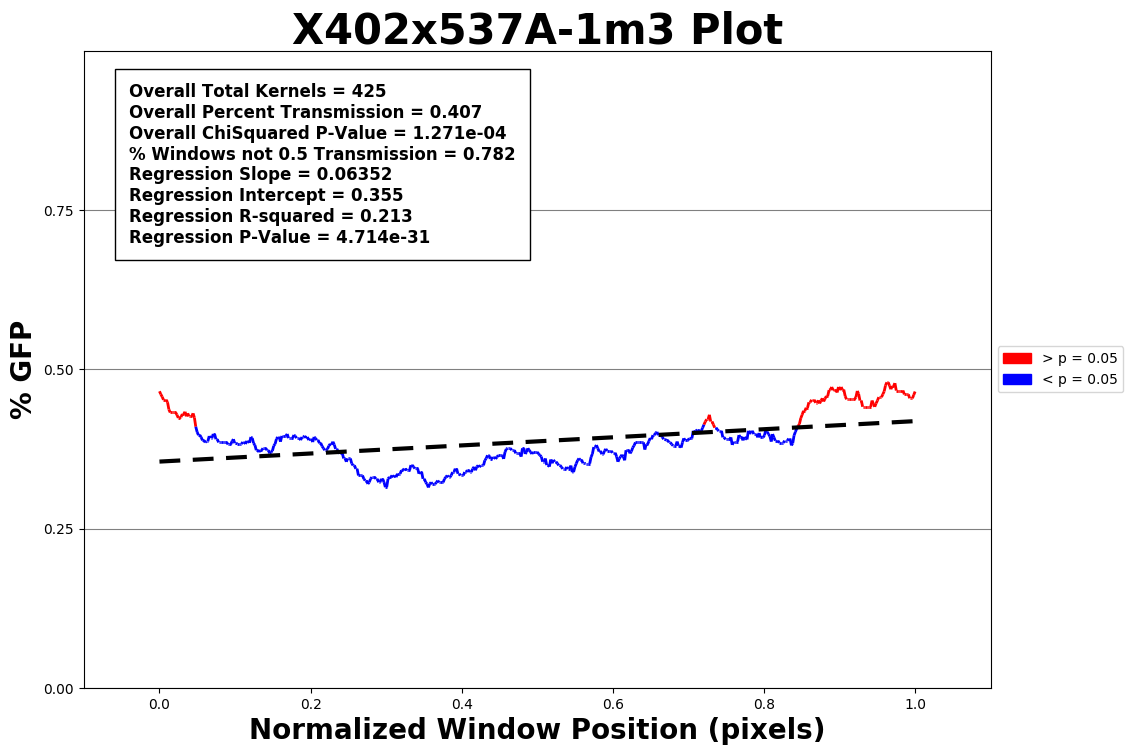 X402x537A-1m3 Plot
Overall Total Kernels = 425
Overall Percent Transmission = 0.407
Overall ChiSquared P-Value = 1.271e-04
% Windows not 0.5 Transmission = 0.782
Regression Slope = 0.06352
Regression Intercept = 0.355
Regression R-squared = 0.213
Regression P-Value = 4.714e-31
% GFP
0.75
0.50
0.25
0.00
> p = 0.05
< p = 0.05
0.0 0.2 0.4 0.6 0.8 1.0
Normalized Window Position (pixels)